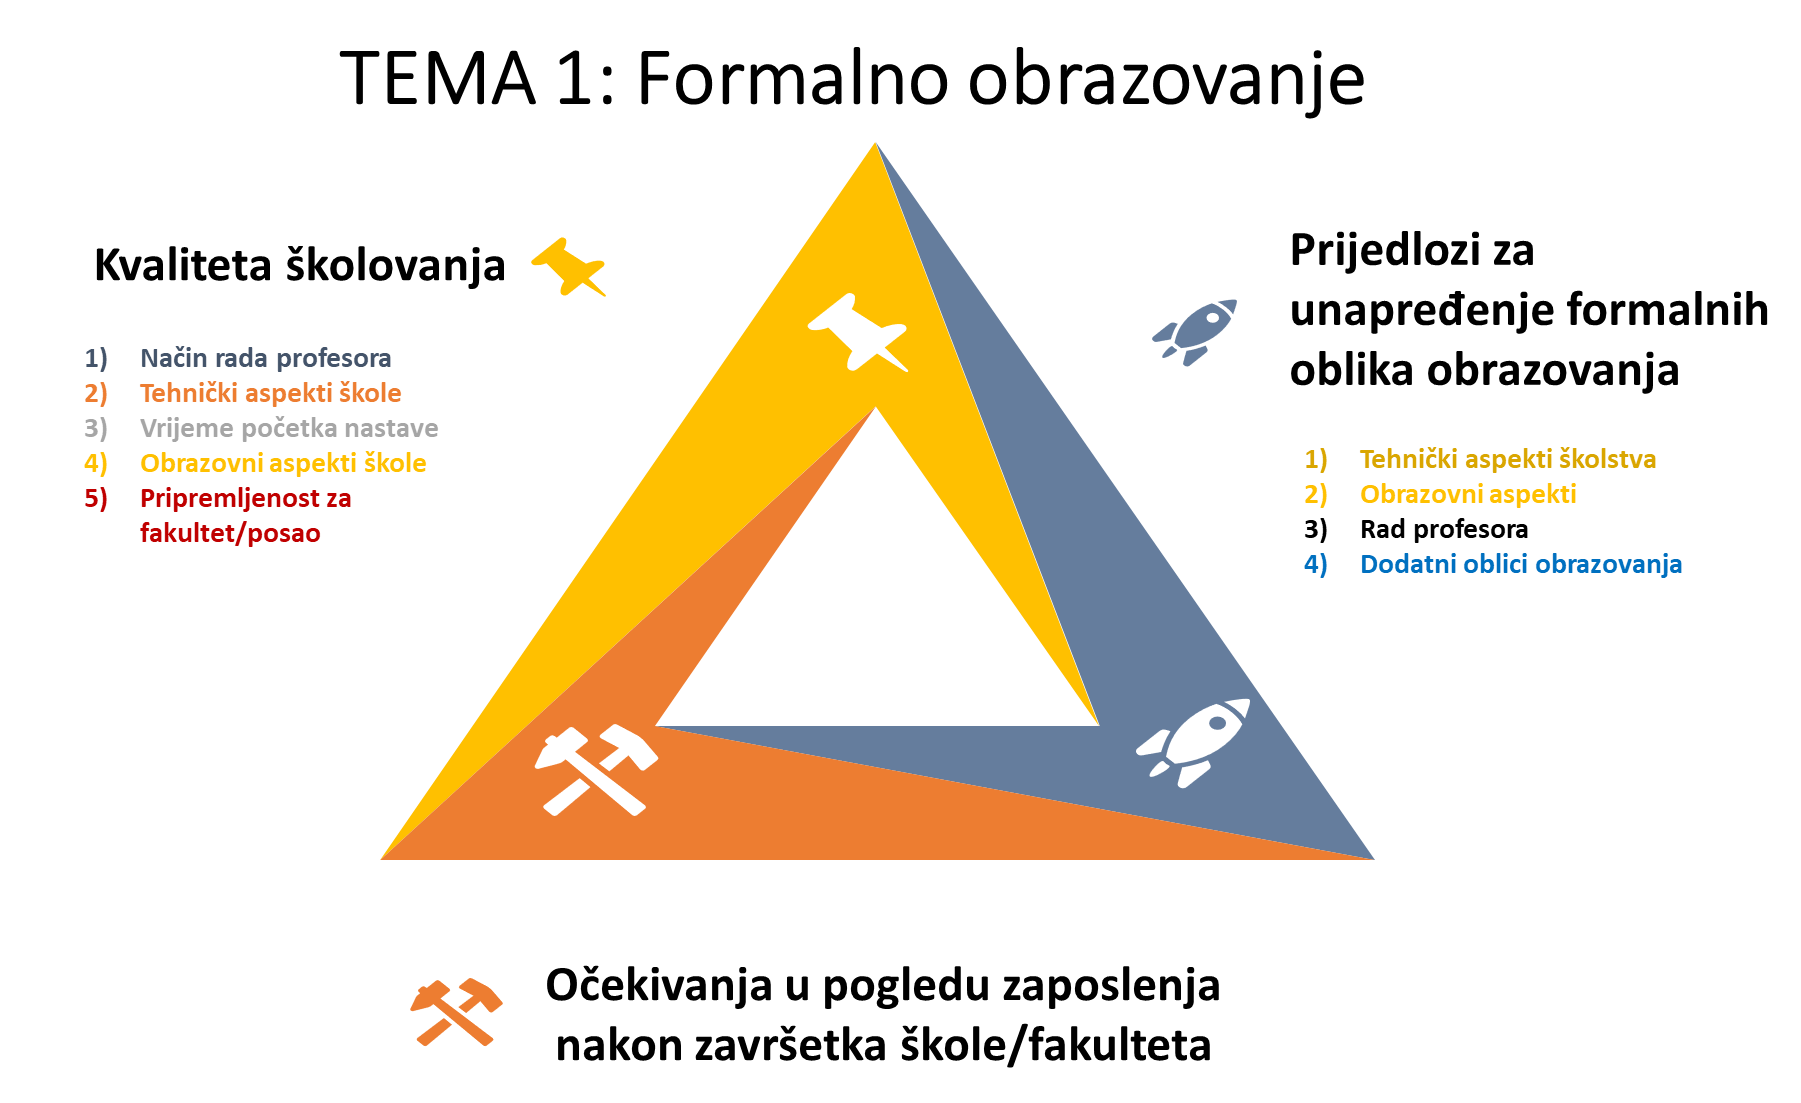 TEMA 1: Formalno obrazovanje
Kvaliteta školovanja
1) Način rada profesora
2) Tehnički aspekti škole
3) Vrijeme početka nastave
4) Obrazovni aspekti škole
5) Pripremljenost za
fakultet/posao
Prijedlozi za
unapređenje formalnih
oblika obrazovanja
1) Tehnički aspekti školstva
2) Obrazovni aspekti
3) Rad profesora
4) Dodatni oblici obrazovanja
Očekivanja u pogledu zaposlenja
nakon završetka škole/fakulteta